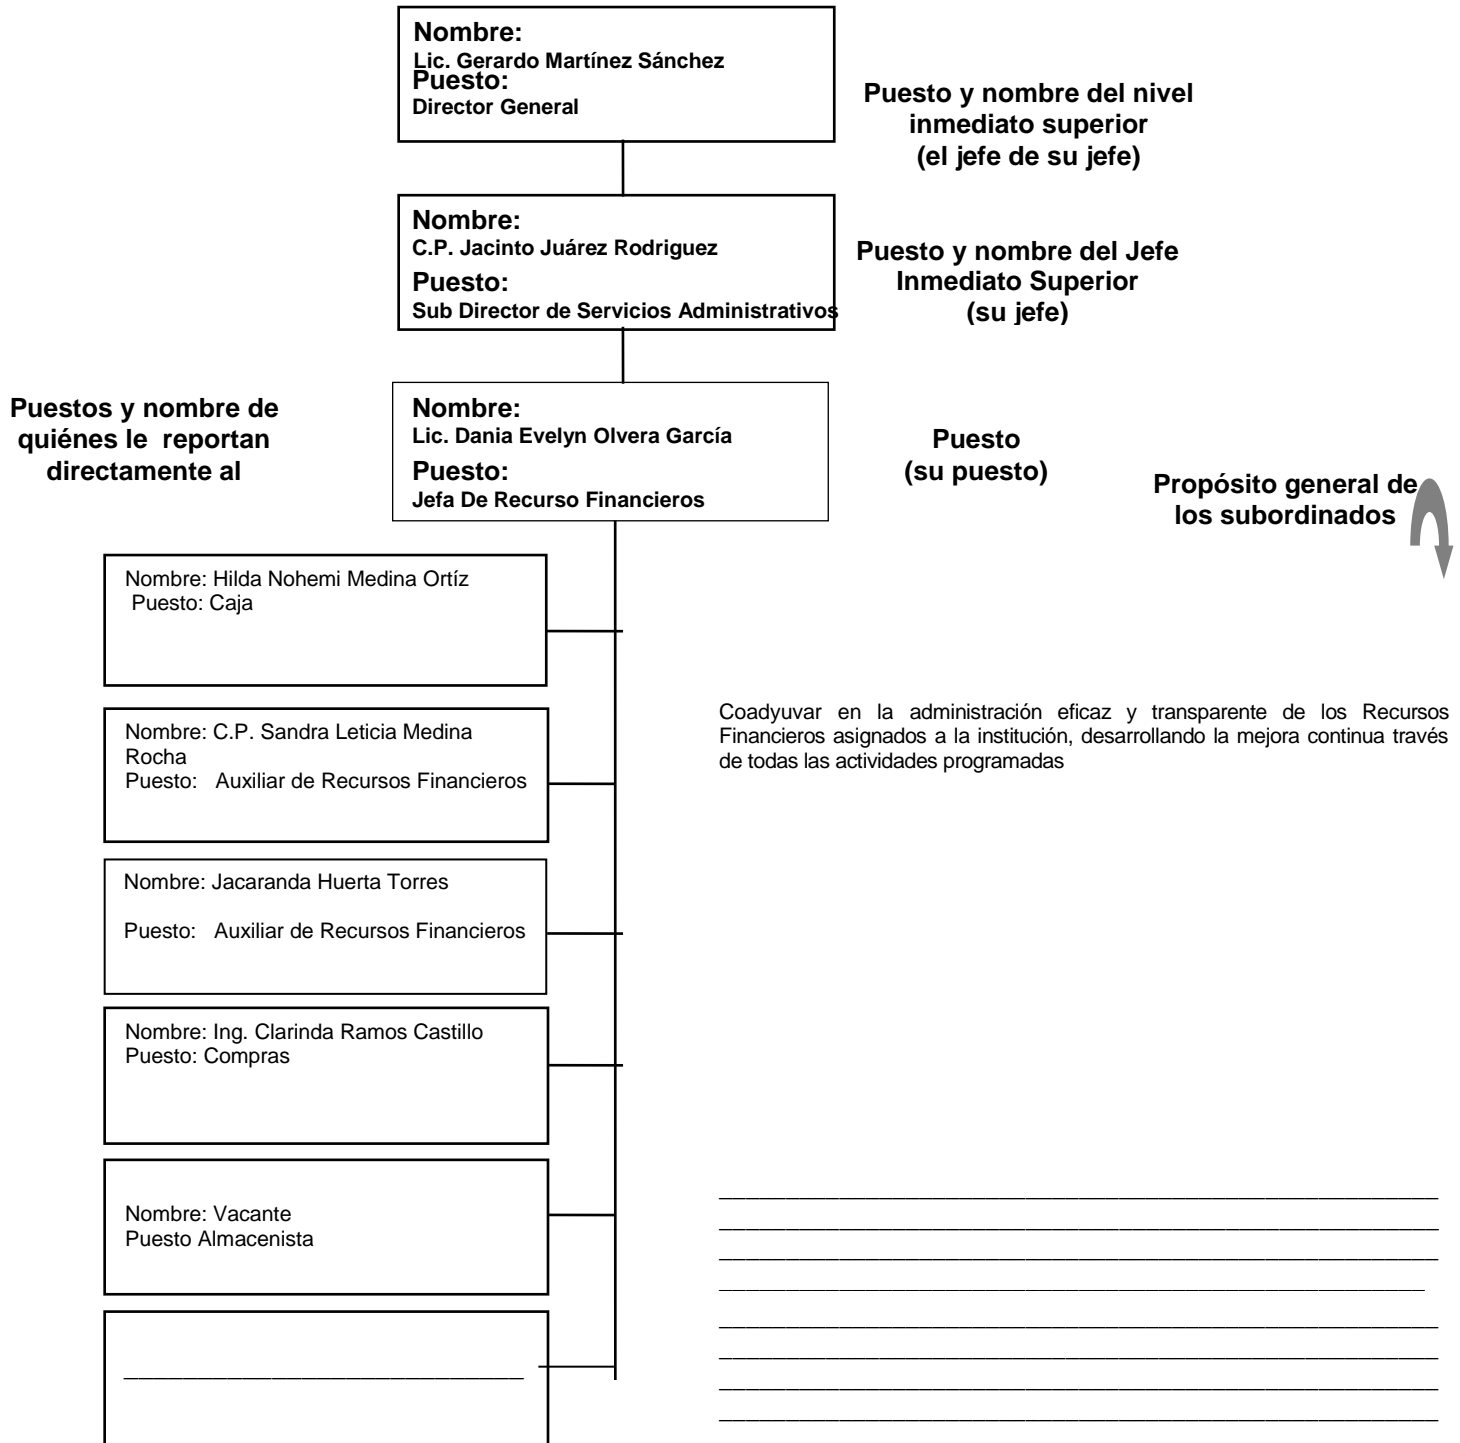 Nombre:
Lic. Gerardo Martínez Sánchez
Puesto:
Director General
Puesto y nombre del nivel
inmediato superior
(el jefe de su jefe)
Nombre:
C.P. Jacinto Juárez Rodriguez
Puesto:
Sub Director de Servicios Administrativos
Puesto y nombre del Jefe
Inmediato Superior
(su jefe)
Puestos y nombre de
quiénes le reportan
directamente al
Nombre:
Lic. Dania Evelyn Olvera García
Puesto:
Jefa De Recurso Financieros
Puesto
(su puesto)
Propósito general de
los subordinados
Nombre: Hilda Nohemi Medina Ortíz
Puesto: Caja
Nombre: C.P. Sandra Leticia Medina
Rocha
Puesto: Auxiliar de Recursos Financieros
Coadyuvar en la administración eficaz y transparente de los Recursos
Financieros asignados a la institución, desarrollando la mejora continua través
de todas las actividades programadas
Nombre: Jacaranda Huerta Torres
Puesto: Auxiliar de Recursos Financieros
Nombre: Ing. Clarinda Ramos Castillo
Puesto: Compras
Nombre: Vacante
Puesto Almacenista